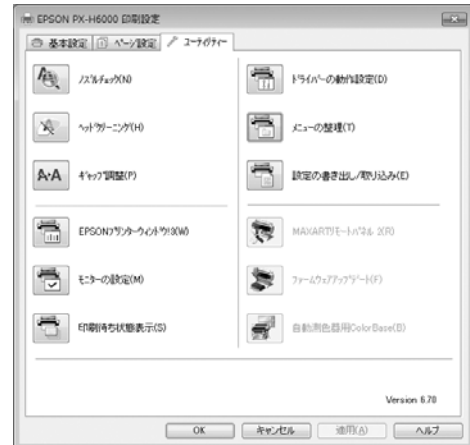 EPSON PX-H6000 印刷設定
基本設定 ページ設定 ユーティリティー
ノズルチェック(N)
ヘッドクリーニング(H)
ギャップ調整(P)
EPSONプリンターウィンドウ!3(W)
モニターの設定(M)
印刷待ち状態表示(S)
ドライバーの動作設定(D)
メニューの整理(T)
設定の書き出し/取り込み(E)
MAXARTリモートパネル 2(R)
ファームウェアアップデート(F)
自動測色器用ColorBase(B)
Version 6.70
OK キャンセル 適用(A) ヘルプ